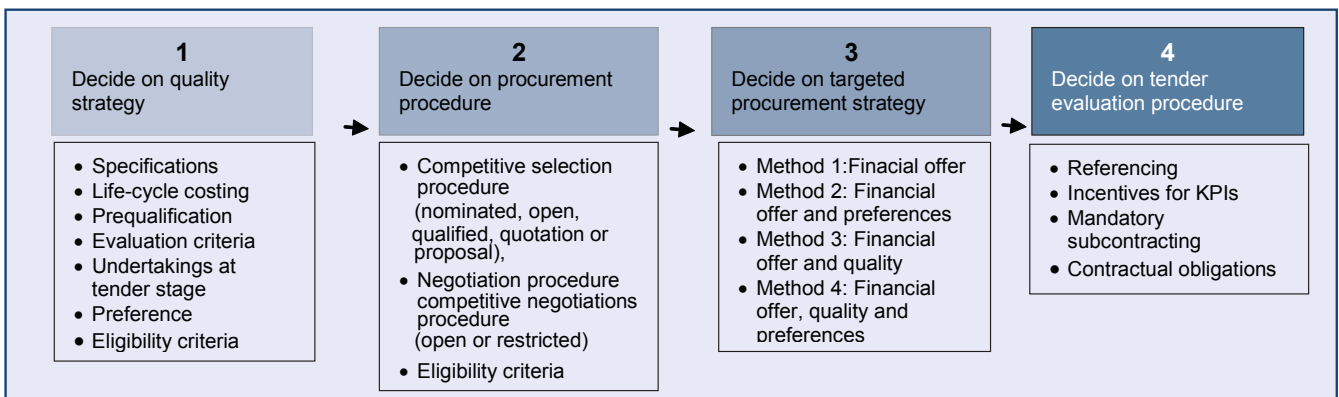 1
Decide on quality
strategy
• Specifications
• Life-cycle costing
• Prequalification
• Evaluation criteria
• Undertakings at
tender stage
• Preference
• Eligibility criteria
2
Decide on procurement
procedure
• Competitive selection
procedure
(nominated, open,
qualified, quotation or
proposal),
• Negotiation procedure
competitive negotiations
procedure
(open or restricted)
• Eligibility criteria
3
Decide on targeted
procurement strategy
• Method 1:Finacial offer
• Method 2: Financial
offer and preferences
• Method 3: Financial
offer and quality
• Method 4: Financial
offer, quality and
preferences
4
Decide on tender
evaluation procedure
• Referencing
• Incentives for KPIs
• Mandatory
subcontracting
• Contractual obligations